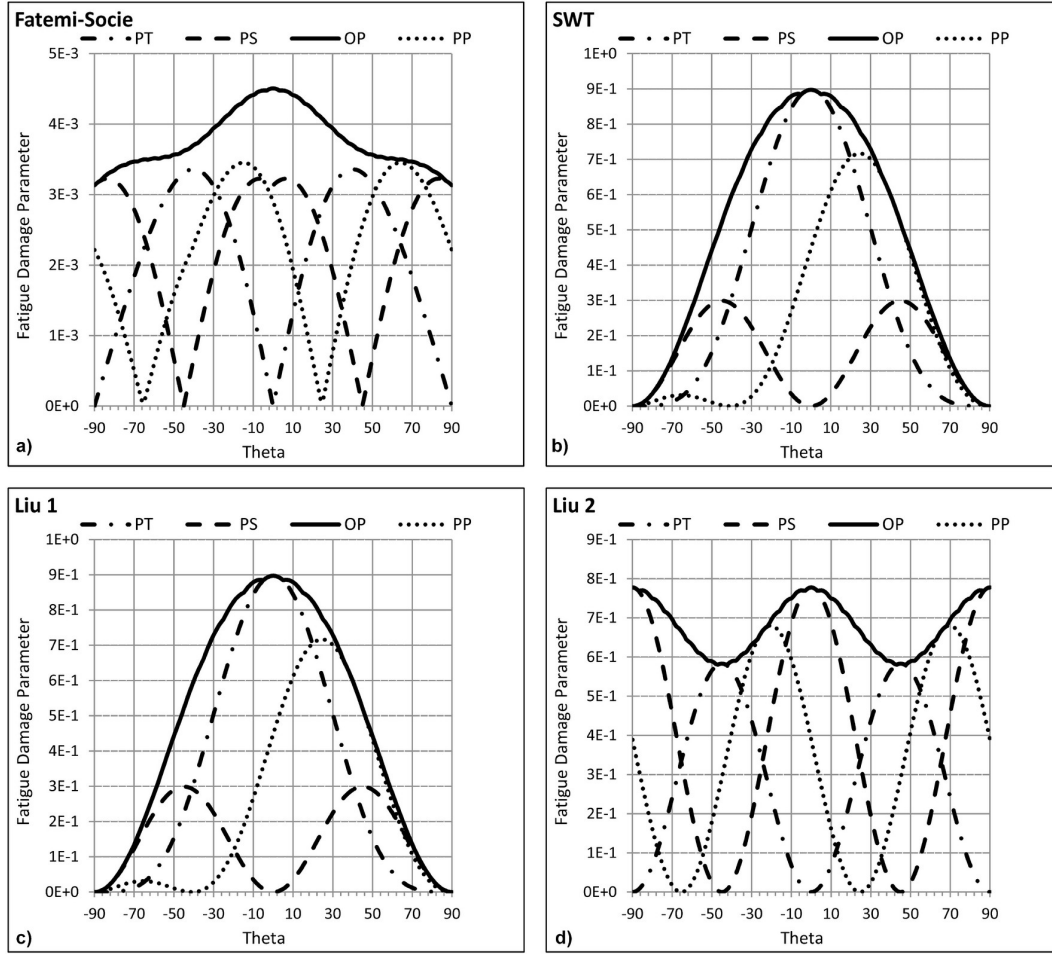 Fatemi-Socie
PT PS OP PP
5E-3
4E-3
3E-3
2E-3
1E-3
0E+0
Fatigue Damage Parameter
-90 -70 -50 -30 -10 10 30 50 70 90
a) Theta
SWT
PT PS OP PP
1E+0
9E-1
8E-1
7E-1
6E-1
5E-1
4E-1
3E-1
2E-1
1E-1
0E+0
Fatigue Damage Parameter
-90 -70 -50 -30 -10 10 30 50 70 90
b) Theta
Liu 1
PT PS OP PP
1E+0
9E-1
8E-1
7E-1
6E-1
5E-1
4E-1
3E-1
2E-1
1E-1
0E+0
Fatigue Damage Parameter
-90 -70 -50 -30 -10 10 30 50 70 90
c) Theta
Liu 2
PT PS OP PP
9E-1
8E-1
7E-1
6E-1
5E-1
4E-1
3E-1
2E-1
1E-1
0E+0
Fatigue Damage Parameter
-90 -70 -50 -30 -10 10 30 50 70 90
d) Theta